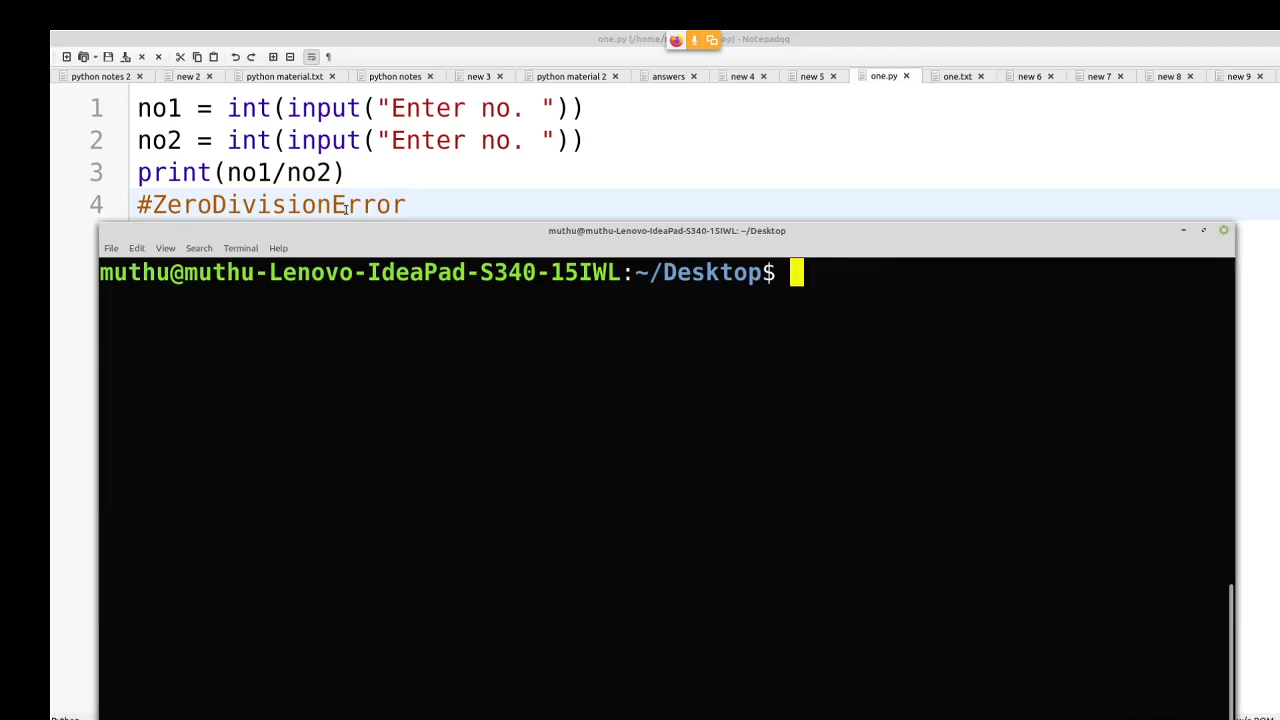 one.py (/home/ op) - Notepadqq
python notes 2 new 2 python material.txt python notes new 3 python material 2 answers new 4 new 5 one.py one.txt new 6 new 7 new 8 new 9
1 no1 = int(input("Enter no. "))
2 no2 = int(input("Enter no. "))
3 print(no1/no2)
4 #ZeroDivisionError
muthu@muthu-Lenovo-IdeaPad-S340-15IWL: ~/Desktop
File Edit View Search Terminal Help
muthu@muthu-Lenovo-IdeaPad-S340-15IWL:~/Desktop$